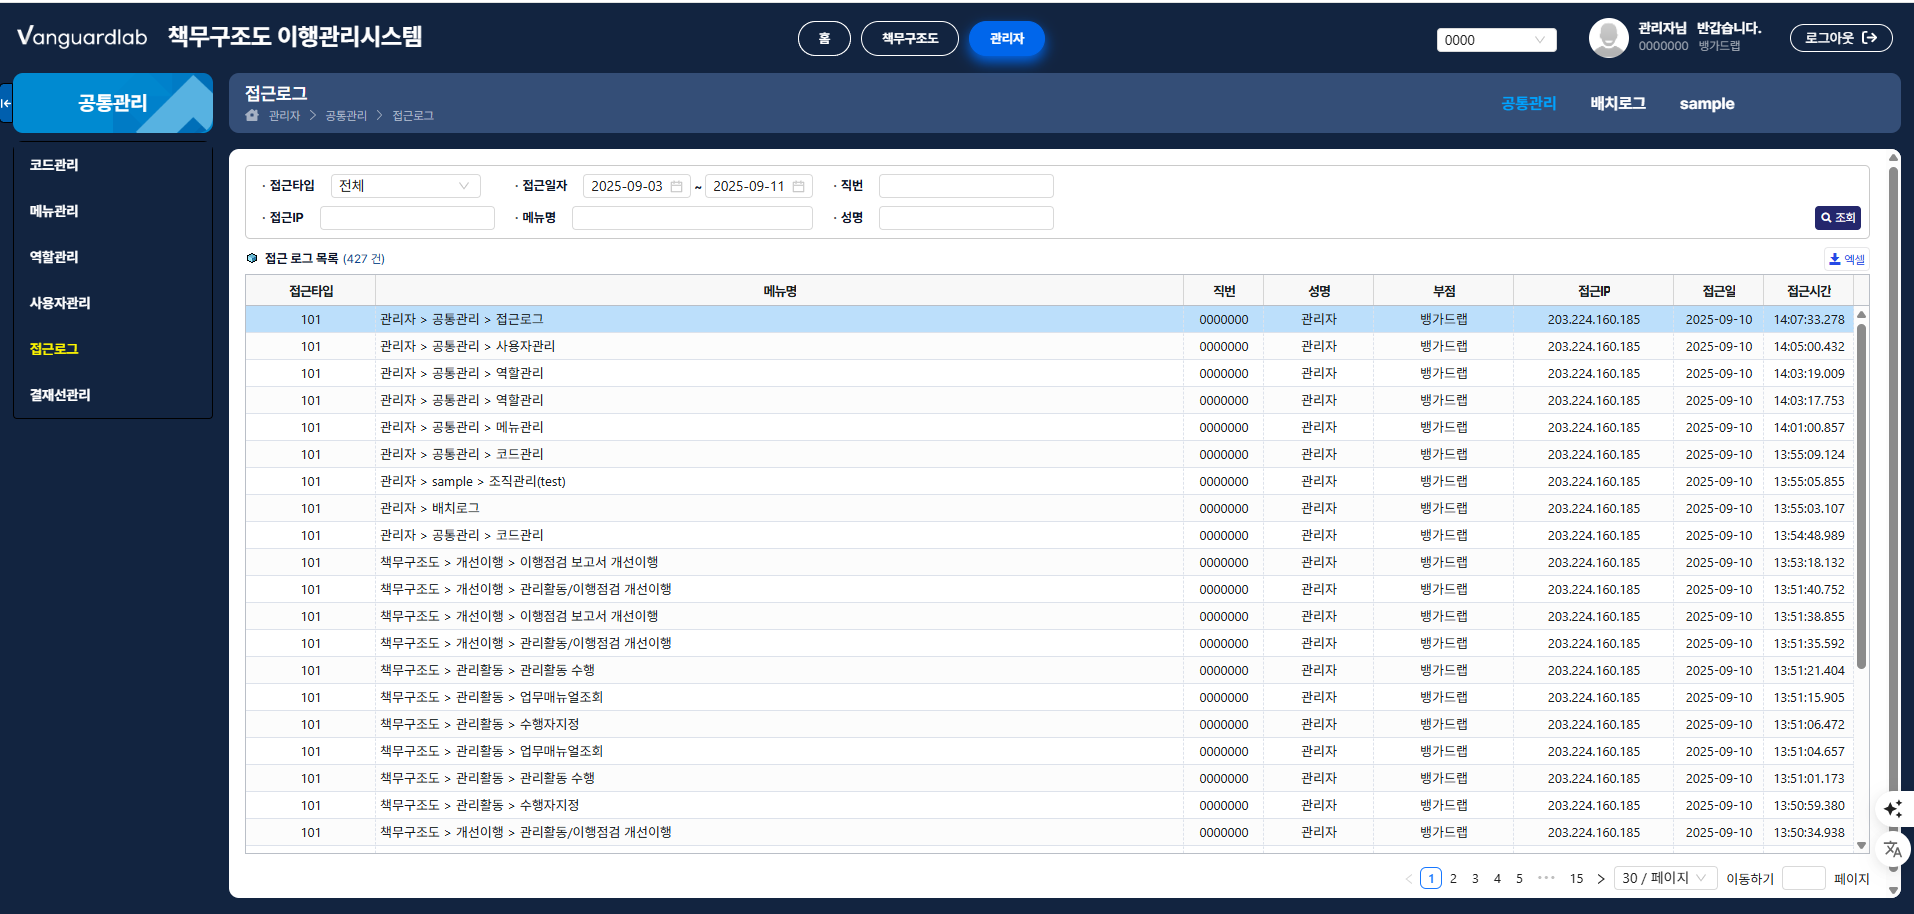 Vanguardlab 책무구조도 이행관리시스템
홈 책무구조도 관리자
0000
관리자님 반갑습니다.
0000000 뱅가드랩
로그아웃
공통관리
코드관리
메뉴관리
역할관리
사용자관리
접근로그
결재선관리
접근로그
관리자 > 공통관리 > 접근로그
공통관리 배치로그 sample
· 접근타입 전체 · 접근일자 2025-09-03 ~ 2025-09-11 · 직번
· 접근IP · 메뉴명 · 성명 조회
접근 로그 목록 (427 건) 엑셀
접근타입 메뉴명 직번 성명 부점 접근IP 접근일 접근시간
101 관리자 > 공통관리 > 접근로그 0000000 관리자 뱅가드랩 203.224.160.185 2025-09-10 14:07:33.278
101 관리자 > 공통관리 > 사용자관리 0000000 관리자 뱅가드랩 203.224.160.185 2025-09-10 14:05:00.432
101 관리자 > 공통관리 > 역할관리 0000000 관리자 뱅가드랩 203.224.160.185 2025-09-10 14:03:19.009
101 관리자 > 공통관리 > 역할관리 0000000 관리자 뱅가드랩 203.224.160.185 2025-09-10 14:03:17.753
101 관리자 > 공통관리 > 메뉴관리 0000000 관리자 뱅가드랩 203.224.160.185 2025-09-10 14:01:00.857
101 관리자 > 공통관리 > 코드관리 0000000 관리자 뱅가드랩 203.224.160.185 2025-09-10 13:55:09.124
101 관리자 > sample > 조직관리(test) 0000000 관리자 뱅가드랩 203.224.160.185 2025-09-10 13:55:05.855
101 관리자 > 배치로그 0000000 관리자 뱅가드랩 203.224.160.185 2025-09-10 13:55:03.107
101 관리자 > 공통관리 > 코드관리 0000000 관리자 뱅가드랩 203.224.160.185 2025-09-10 13:54:48.989
101 책무구조도 > 개선이행 > 이행점검 보고서 개선이행 0000000 관리자 뱅가드랩 203.224.160.185 2025-09-10 13:53:18.132
101 책무구조도 > 개선이행 > 관리활동/이행점검 개선이행 0000000 관리자 뱅가드랩 203.224.160.185 2025-09-10 13:51:40.752
101 책무구조도 > 개선이행 > 이행점검 보고서 개선이행 0000000 관리자 뱅가드랩 203.224.160.185 2025-09-10 13:51:38.855
101 책무구조도 > 개선이행 > 관리활동/이행점검 개선이행 0000000 관리자 뱅가드랩 203.224.160.185 2025-09-10 13:51:35.592
101 책무구조도 > 관리활동 > 관리활동 수행 0000000 관리자 뱅가드랩 203.224.160.185 2025-09-10 13:51:21.404
101 책무구조도 > 관리활동 > 업무매뉴얼조회 0000000 관리자 뱅가드랩 203.224.160.185 2025-09-10 13:51:15.905
101 책무구조도 > 관리활동 > 수행자지정 0000000 관리자 뱅가드랩 203.224.160.185 2025-09-10 13:51:06.472
101 책무구조도 > 관리활동 > 업무매뉴얼조회 0000000 관리자 뱅가드랩 203.224.160.185 2025-09-10 13:51:04.657
101 책무구조도 > 관리활동 > 관리활동 수행 0000000 관리자 뱅가드랩 203.224.160.185 2025-09-10 13:51:01.173
101 책무구조도 > 관리활동 > 수행자지정 0000000 관리자 뱅가드랩 203.224.160.185 2025-09-10 13:50:59.380
101 책무구조도 > 개선이행 > 관리활동/이행점검 개선이행 0000000 관리자 뱅가드랩 203.224.160.185 2025-09-10 13:50:34.938
< 1 2 3 4 5 ••• 15 > 30 / 페이지 이동하기 페이지